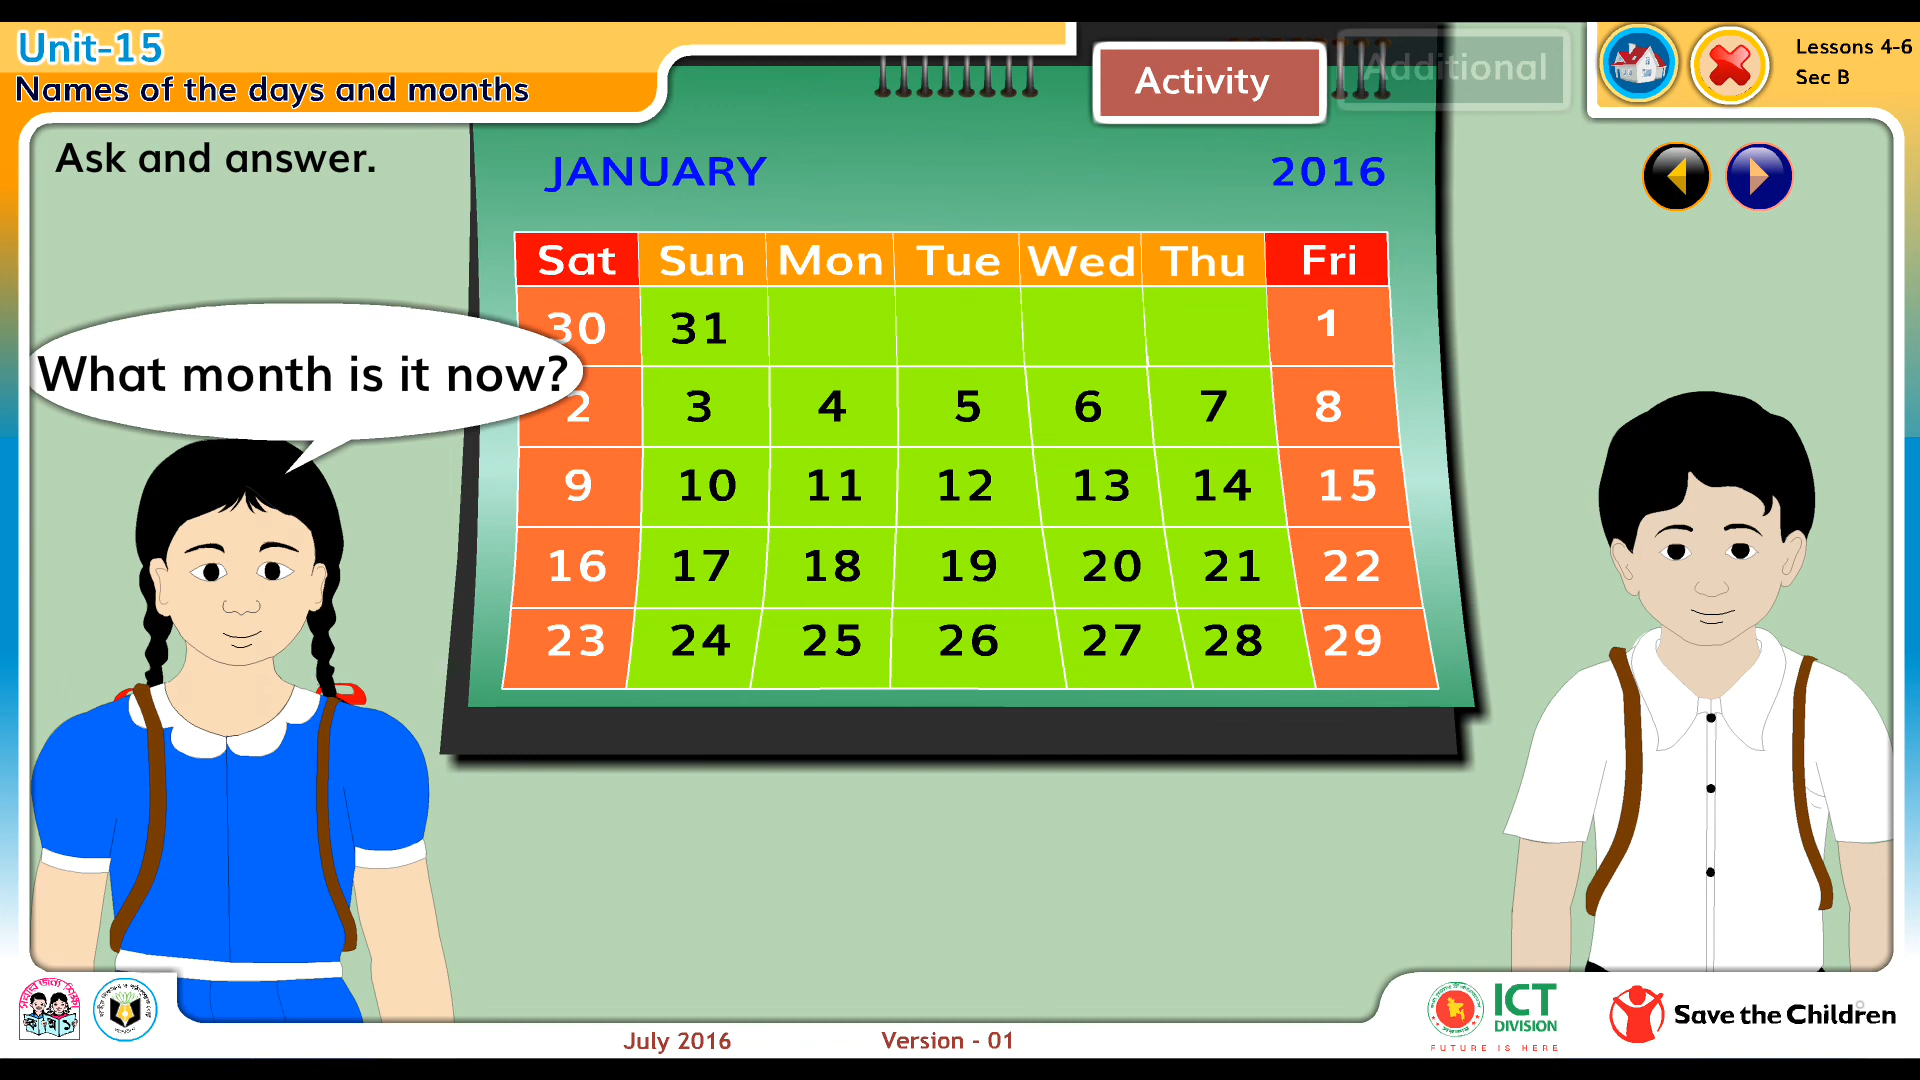 Unit-15
Names of the days and months
Activity
Additional
Lessons 4-6
Sec B
Ask and answer.
JANUARY 2016
Sat Sun Mon Tue Wed Thu Fri
30 31 1
2 3 4 5 6 7 8
9 10 11 12 13 14 15
16 17 18 19 20 21 22
23 24 25 26 27 28 29
What month is it now?
July 2016 Version - 01
ICT
DIVISION
FUTURE IS HERE
Save the Children